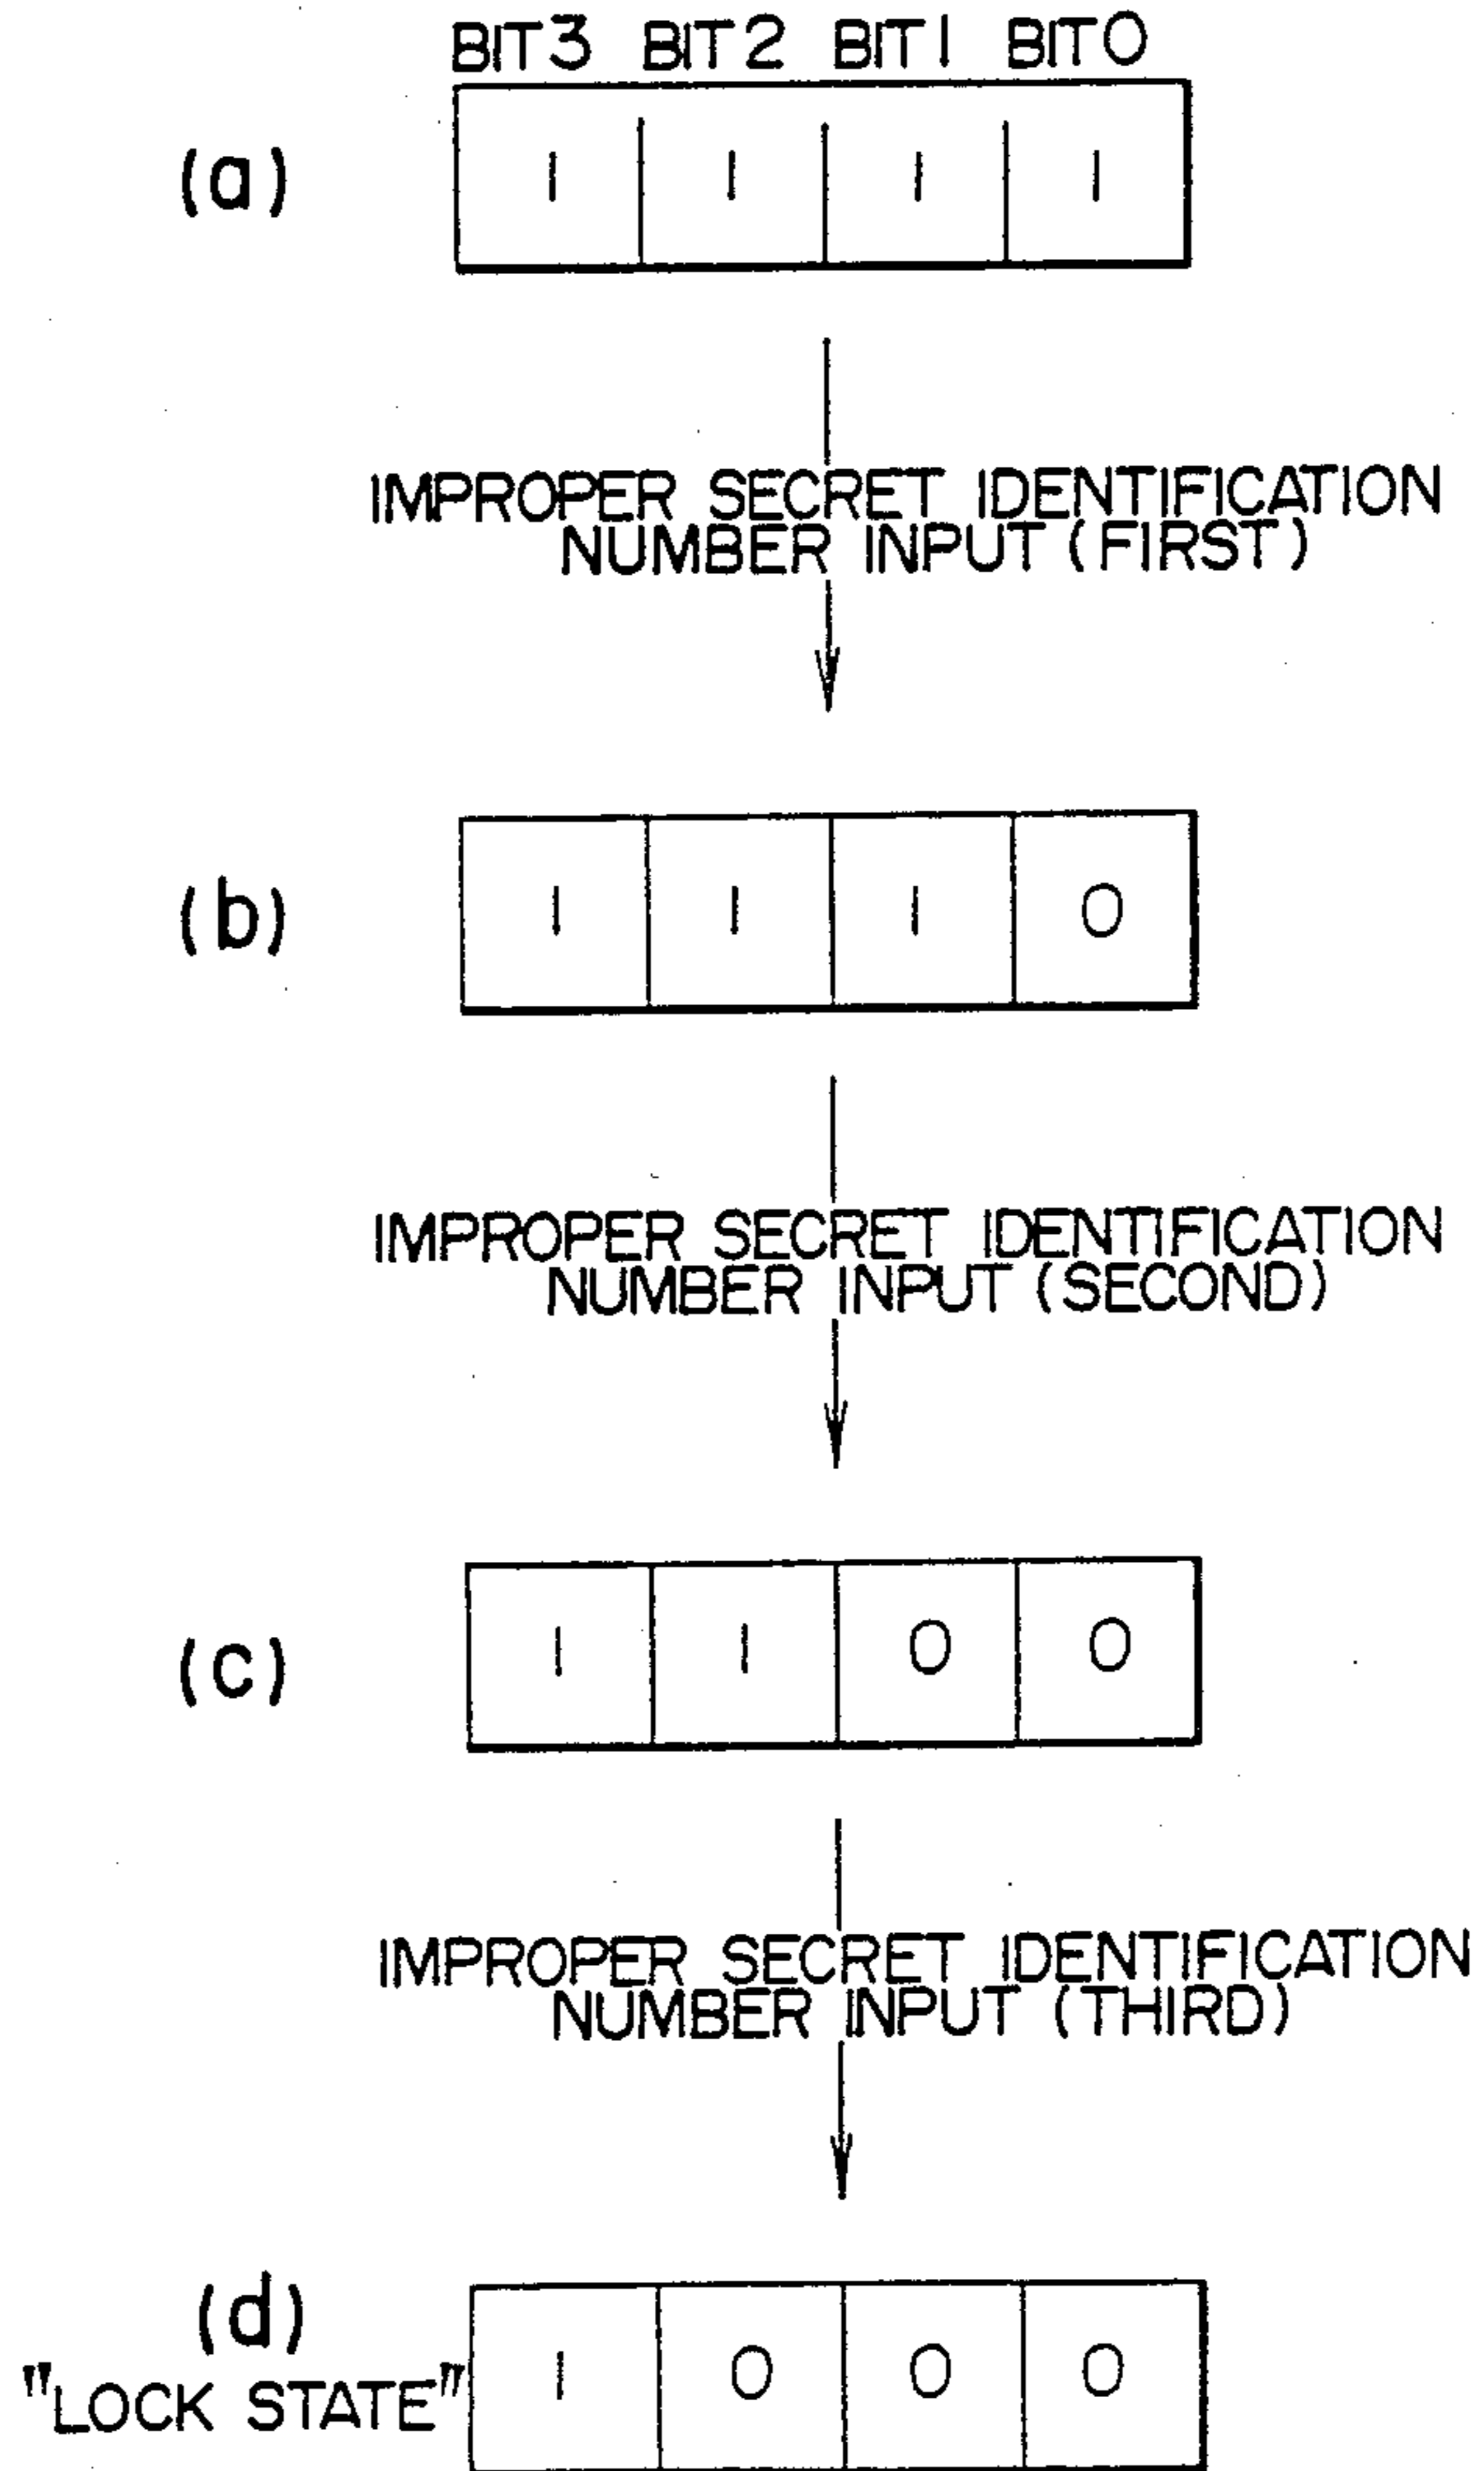 BIT3 BIT2 BIT1 BIT0
(a) 1 1 1 1
IMPROPER SECRET IDENTIFICATION
NUMBER INPUT (FIRST)
(b) 1 1 1 0
IMPROPER SECRET IDENTIFICATION
NUMBER INPUT (SECOND)
(c) 1 1 0 0
IMPROPER SECRET IDENTIFICATION
NUMBER INPUT (THIRD)
(d)
"LOCK STATE" 1 0 0 0